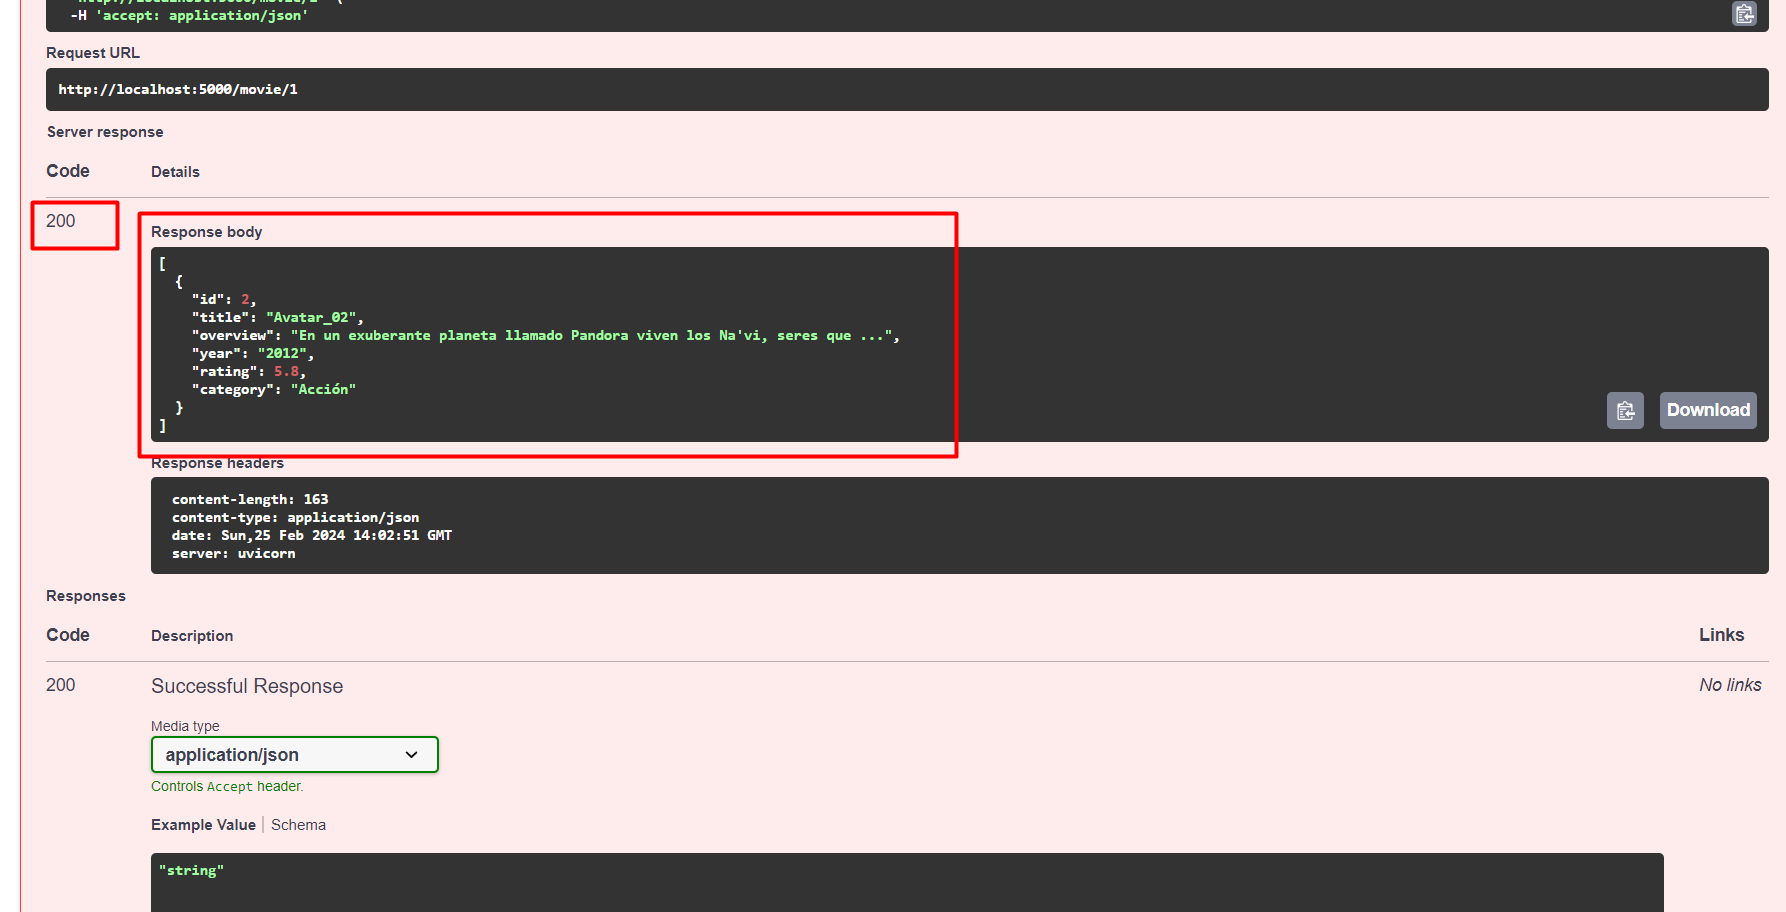 -H 'accept: application/json'
Request URL
http://localhost:5000/movie/1
Server response
Code Details
200
Response body
[
{
"id": 2,
"title": "Avatar_02",
"overview": "En un exuberante planeta llamado Pandora viven los Na'vi, seres que ...",
"year": "2012",
"rating": 5.8,
"category": "Acción"
}
]
Download
Response headers
content-length: 163
content-type: application/json
date: Sun,25 Feb 2024 14:02:51 GMT
server: uvicorn
Responses
Code Description Links
200 Successful Response No links
Media type
application/json
Controls Accept header.
Example Value Schema
"string"